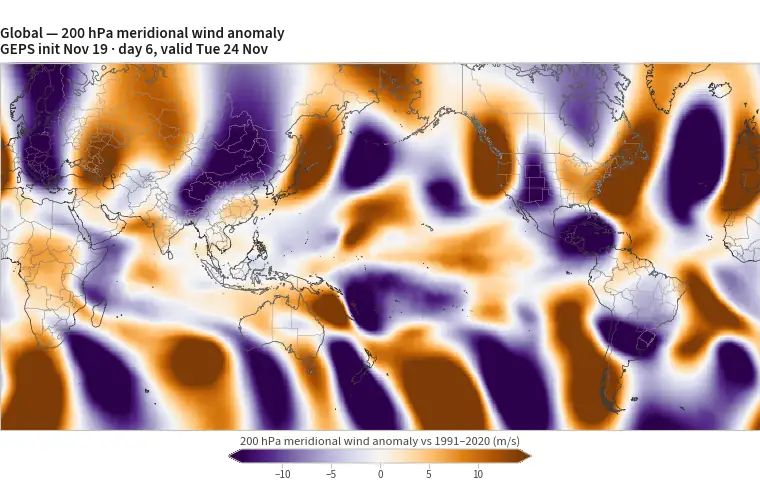 Global — 200 hPa meridional wind anomaly
GEPS init Nov 19 · day 6, valid Tue 24 Nov
200 hPa meridional wind anomaly vs 1991–2020 (m/s)
−10 −5 0 5 10